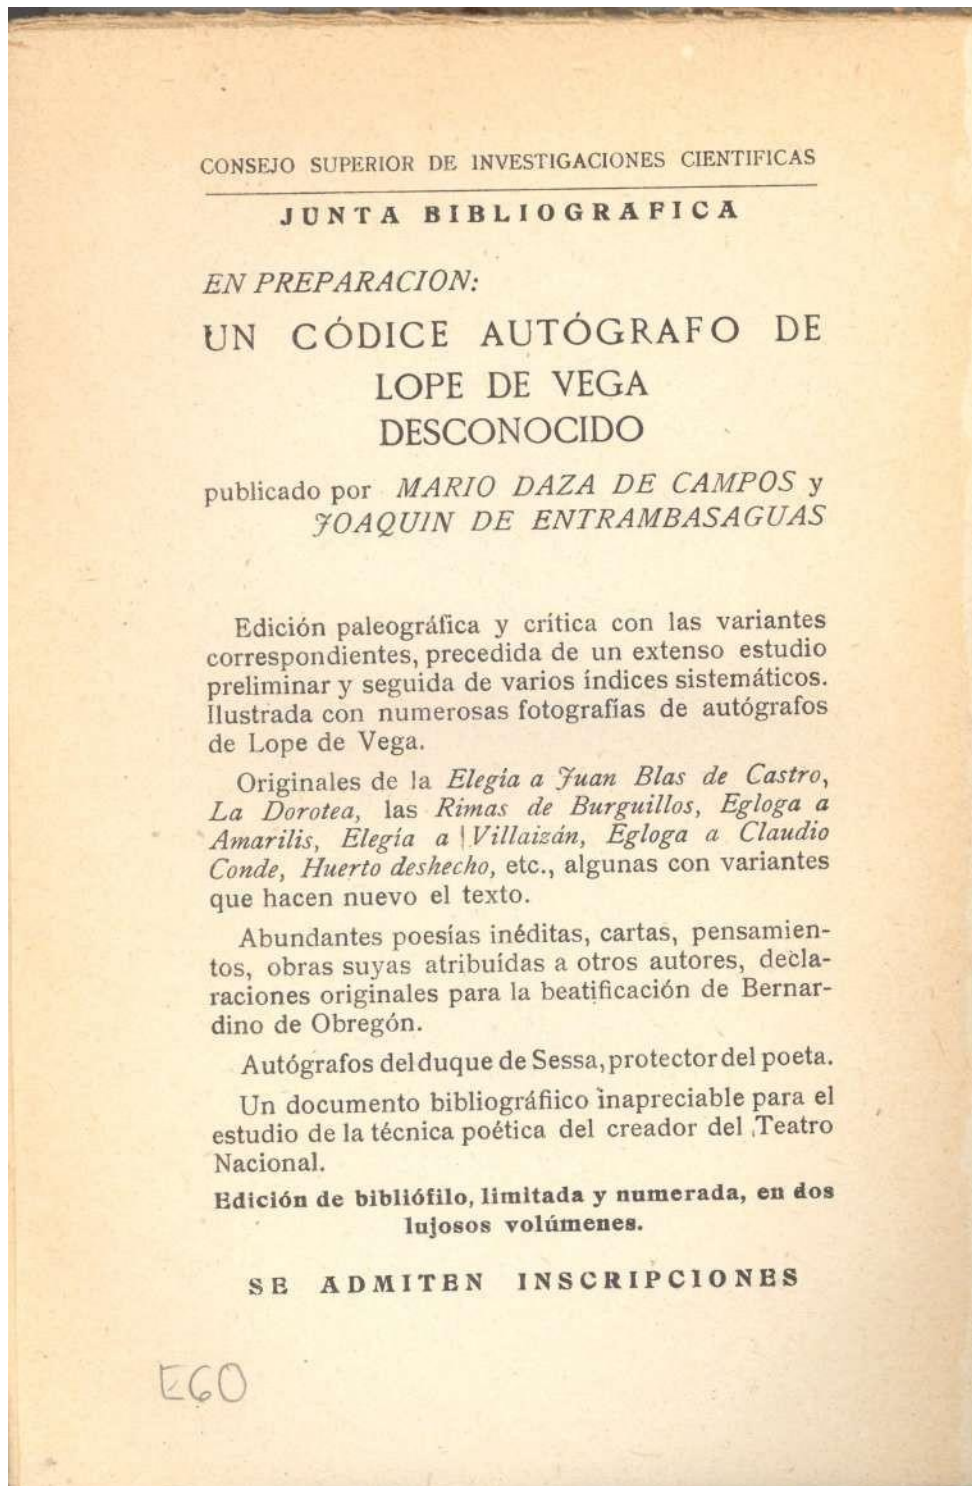 CONSEJO SUPERIOR DE INVESTIGACIONES CIENTIFICAS
JUNTA BIBLIOGRAFICA
EN PREPARACION:
UN CÓDICE AUTÓGRAFO DE
LOPE DE VEGA
DESCONOCIDO
publicado por MARIO DAZA DE CAMPOS y
JOAQUIN DE ENTRAMBASAGUAS
Edición paleográfica y crítica con las variantes
correspondientes, precedida de un extenso estudio
preliminar y seguida de varios índices sistemáticos.
Ilustrada con numerosas fotografías de autógrafos
de Lope de Vega.
Originales de la Elegía a Juan Blas de Castro,
La Dorotea, las Rimas de Burguillos, Egloga a
Amarilis, Elegía a Villaizán, Egloga a Claudio
Conde, Huerto deshecho, etc., algunas con variantes
que hacen nuevo el texto.
Abundantes poesías inéditas, cartas, pensamien-
tos, obras suyas atribuídas a otros autores, decla-
raciones originales para la beatificación de Bernar-
dino de Obregón.
Autógrafos del duque de Sessa, protector del poeta.
Un documento bibliográfiico inapreciable para el
estudio de la técnica poética del creador del Teatro
Nacional.
Edición de bibliófilo, limitada y numerada, en dos
lujosos volúmenes.
SE ADMITEN INSCRIPCIONES
E60